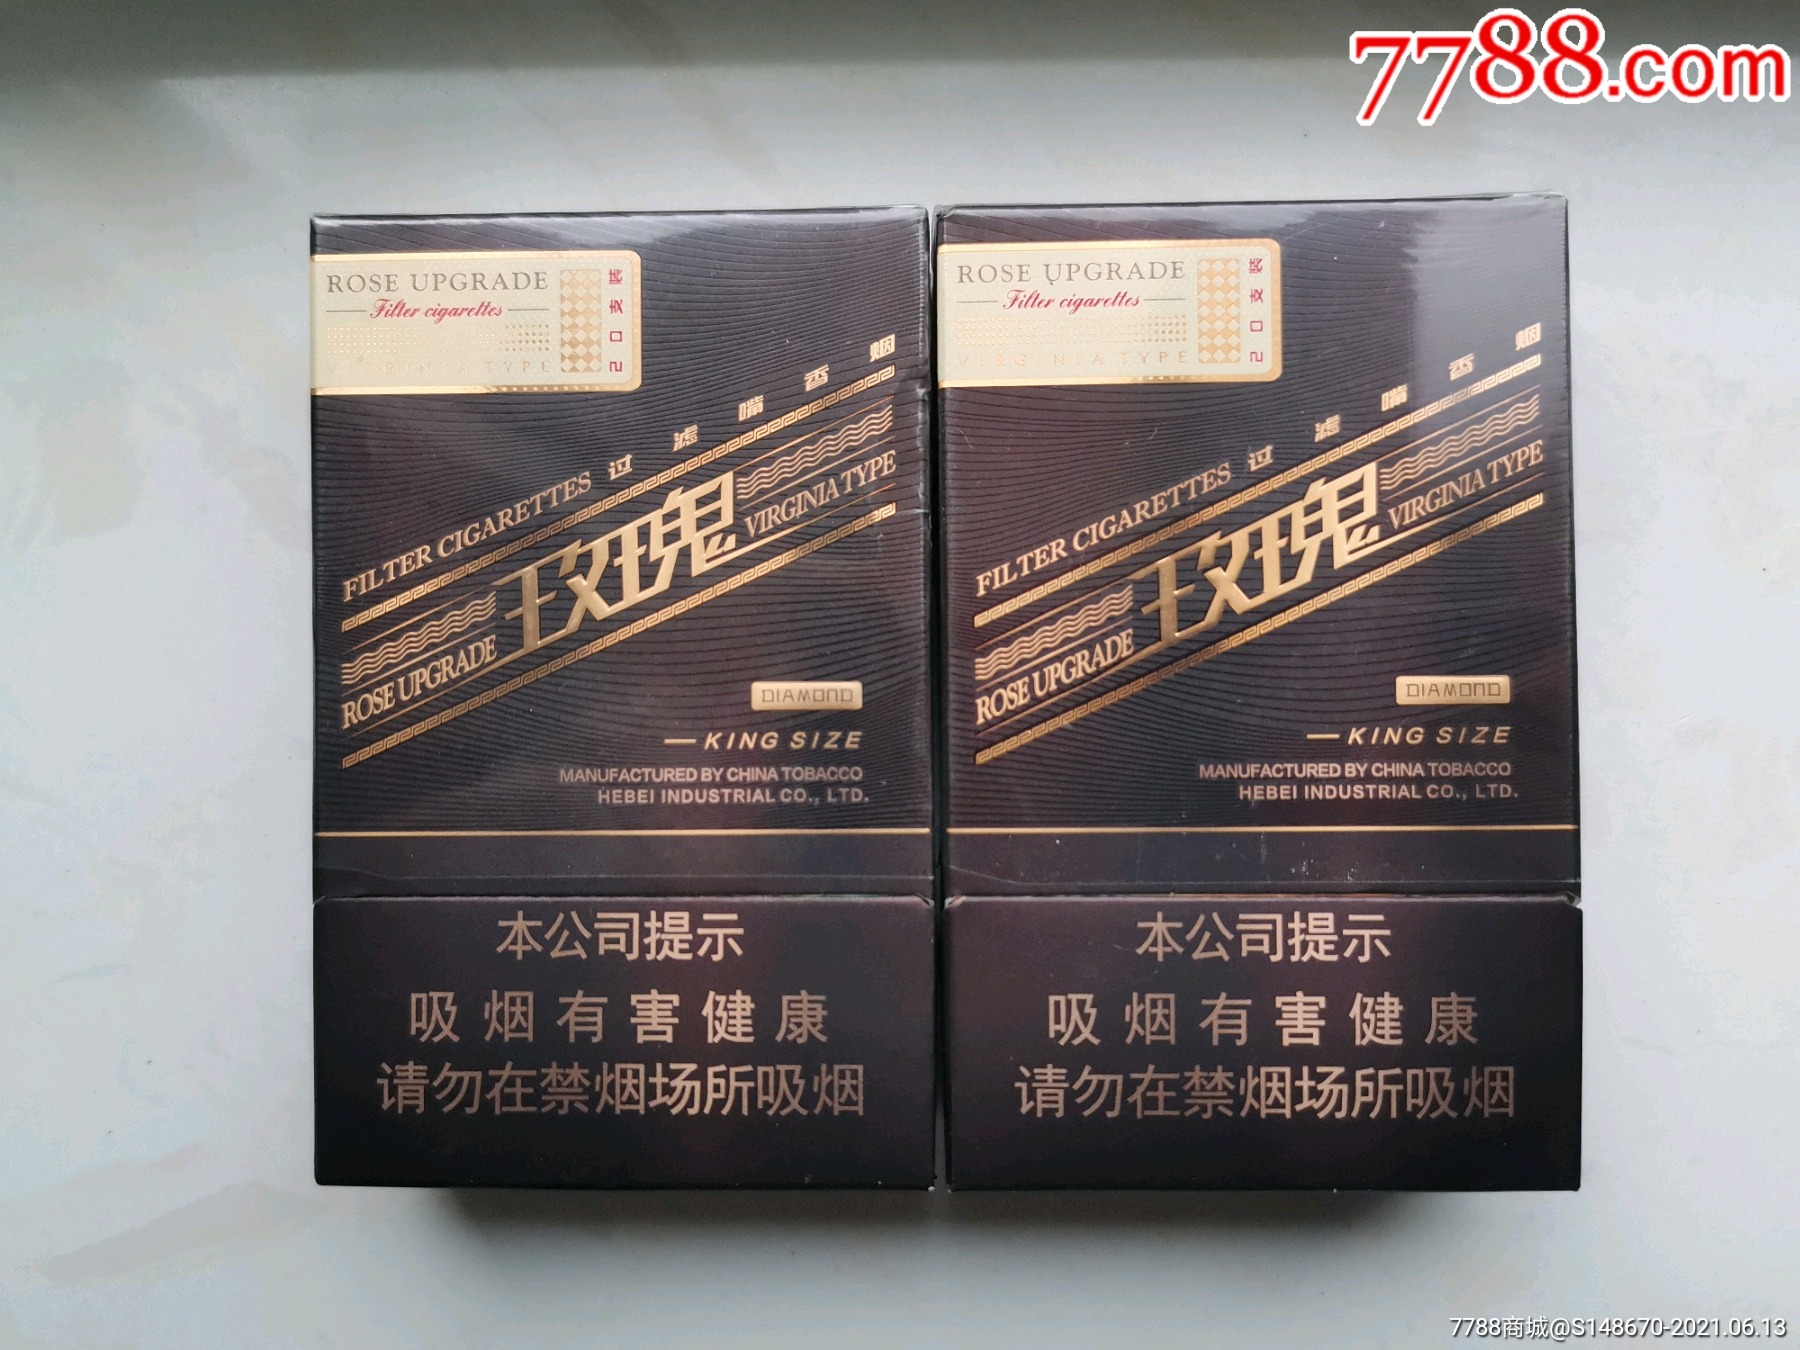 7788.com
ROSE UPGRADE
Filter cigarettes
VIRGINIA TYPE
20支装
FILTER CIGARETTES 过滤嘴香烟
玫瑰
VIRGINIA TYPE
ROSE UPGRADE
DIAMOND
KING SIZE
MANUFACTURED BY CHINA TOBACCO
HEBEI INDUSTRIAL CO., LTD.
本公司提示
吸烟有害健康
请勿在禁烟场所吸烟
ROSE UPGRADE
Filter cigarettes
VIRGINIA TYPE
20支装
FILTER CIGARETTES 过滤嘴香烟
玫瑰
VIRGINIA TYPE
ROSE UPGRADE
DIAMOND
KING SIZE
MANUFACTURED BY CHINA TOBACCO
HEBEI INDUSTRIAL CO., LTD.
本公司提示
吸烟有害健康
请勿在禁烟场所吸烟
7788商城@S148670-2021.06.13